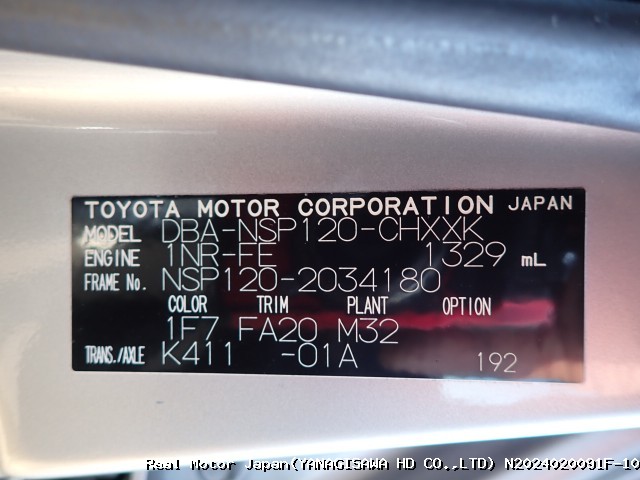 TOYOTA MOTOR CORPORATION JAPAN
MODEL DBA-NSP120-CHXXK
ENGINE 1NR-FE 1329 mL
FRAME No. NSP120-2034180
COLOR TRIM PLANT OPTION
1F7 FA20 M32
TRANS./AXLE K411 -01A 192
Real Motor Japan(YANAGISAWA HD CO.,LTD) N2024020091F-10